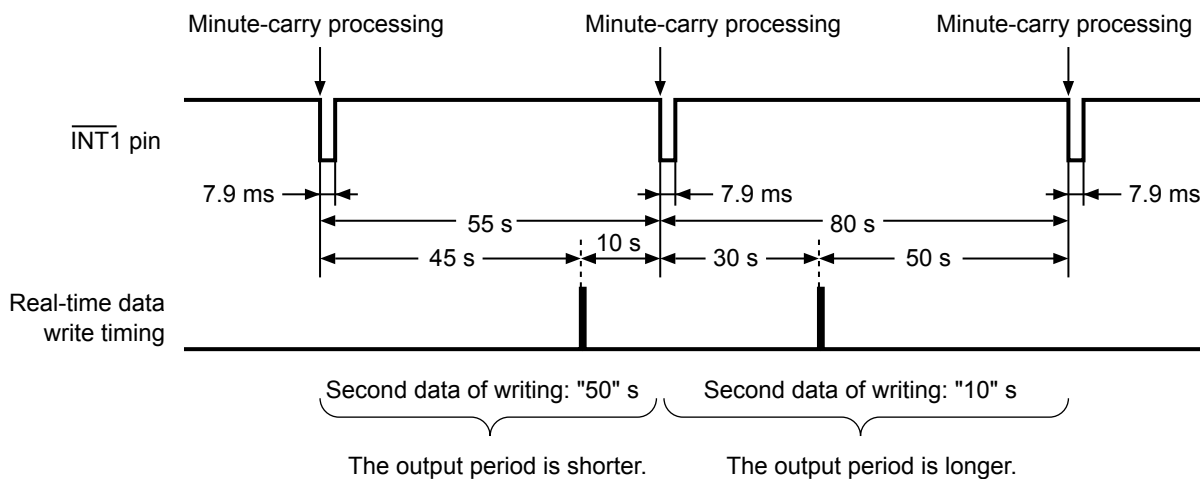 Minute-carry processing Minute-carry processing Minute-carry processing
INT1 pin
7.9 ms 7.9 ms 7.9 ms
55 s 80 s
45 s 10 s 30 s 50 s
Real-time data
write timing
Second data of writing: "50" s Second data of writing: "10" s
The output period is shorter. The output period is longer.